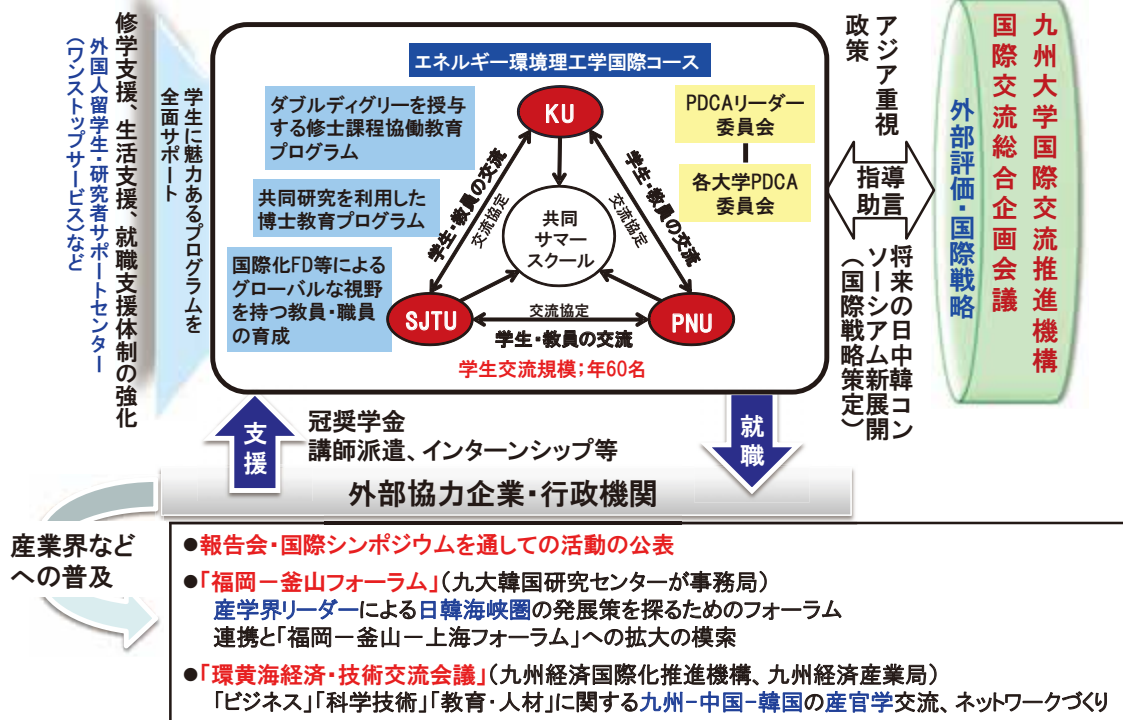 修学支援、生活支援、就職支援体制の強化
外国人留学生・研究者サポートセンター
(ワンストップサービス)など
学生に魅力あるプログラムを
全面サポート
エネルギー環境理工学国際コース
ダブルディグリーを授与
する修士課程協働教育
プログラム
共同研究を利用した
博士教育プログラム
国際化FD等による
グローバルな視野
を持つ教員・職員
の育成
KU
SJTU
PNU
共同
サマー
スクール
学生・教員の交流
交流協定
学生・教員の交流
交流協定
交流協定
学生・教員の交流
学生交流規模;年60名
PDCAリーダー
委員会
各大学PDCA
委員会
アジア重視
政策
指導
助言
将来の日中韓コン
ソーシアム新展開
(国際戦略策定)
九州大学国際交流推進機構
国際交流総合企画会議
外部評価・国際戦略
支援
冠奨学金
講師派遣、インターンシップ等
就職
外部協力企業・行政機関
産業界など
への普及
●報告会・国際シンポジウムを通しての活動の公表
●「福岡-釜山フォーラム」(九大韓国研究センターが事務局)
産学界リーダーによる日韓海峡圏の発展策を探るためのフォーラム
連携と「福岡-釜山-上海フォーラム」への拡大の模索
●「環黄海経済・技術交流会議」(九州経済国際化推進機構、九州経済産業局)
「ビジネス」「科学技術」「教育・人材」に関する九州-中国-韓国の産官学交流、ネットワークづくり